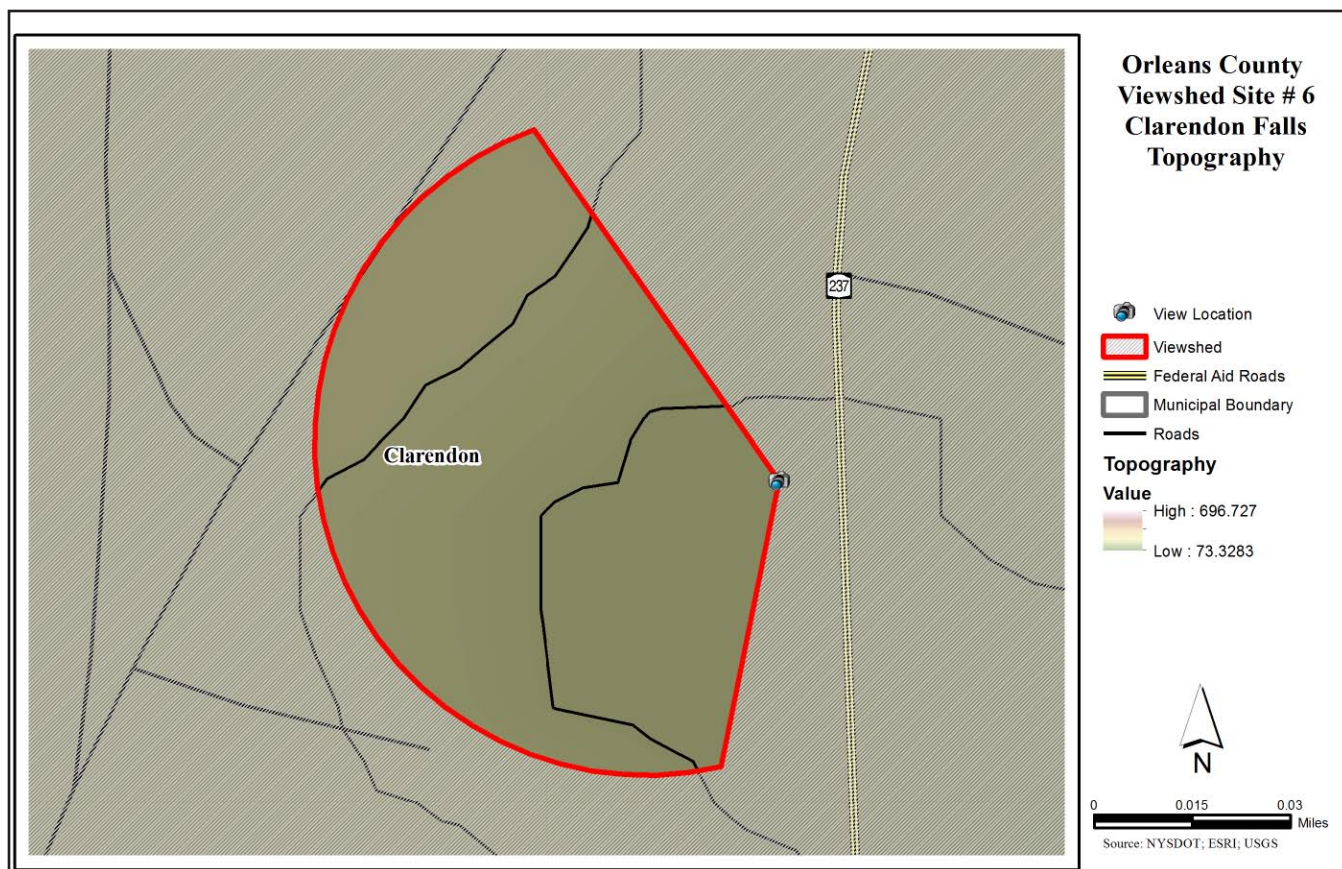 Orleans County
Viewshed Site # 6
Clarendon Falls
Topography
237
Clarendon
View Location
Viewshed
Federal Aid Roads
Municipal Boundary
Roads
Topography
Value
High : 696.727
Low : 73.3283
N
0 0.015 0.03
Miles
Source: NYSDOT; ESRI; USGS